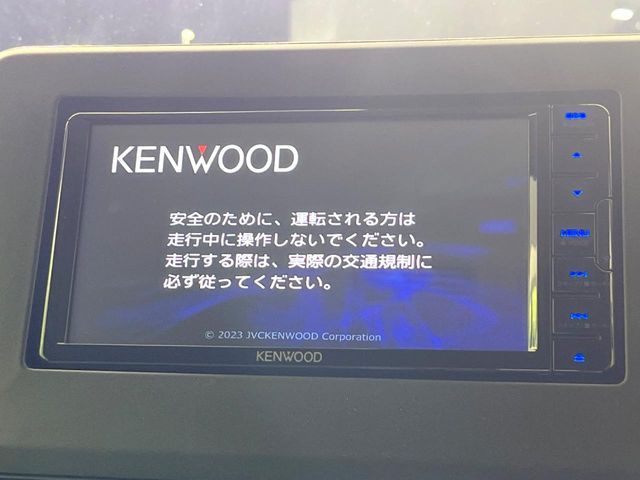 KENWOOD
安全のために、運転される方は
走行中に操作しないでください。
走行する際は、実際の交通規制に
必ず従ってください。
© 2023 JVCKENWOOD Corporation
KENWOOD
MENU